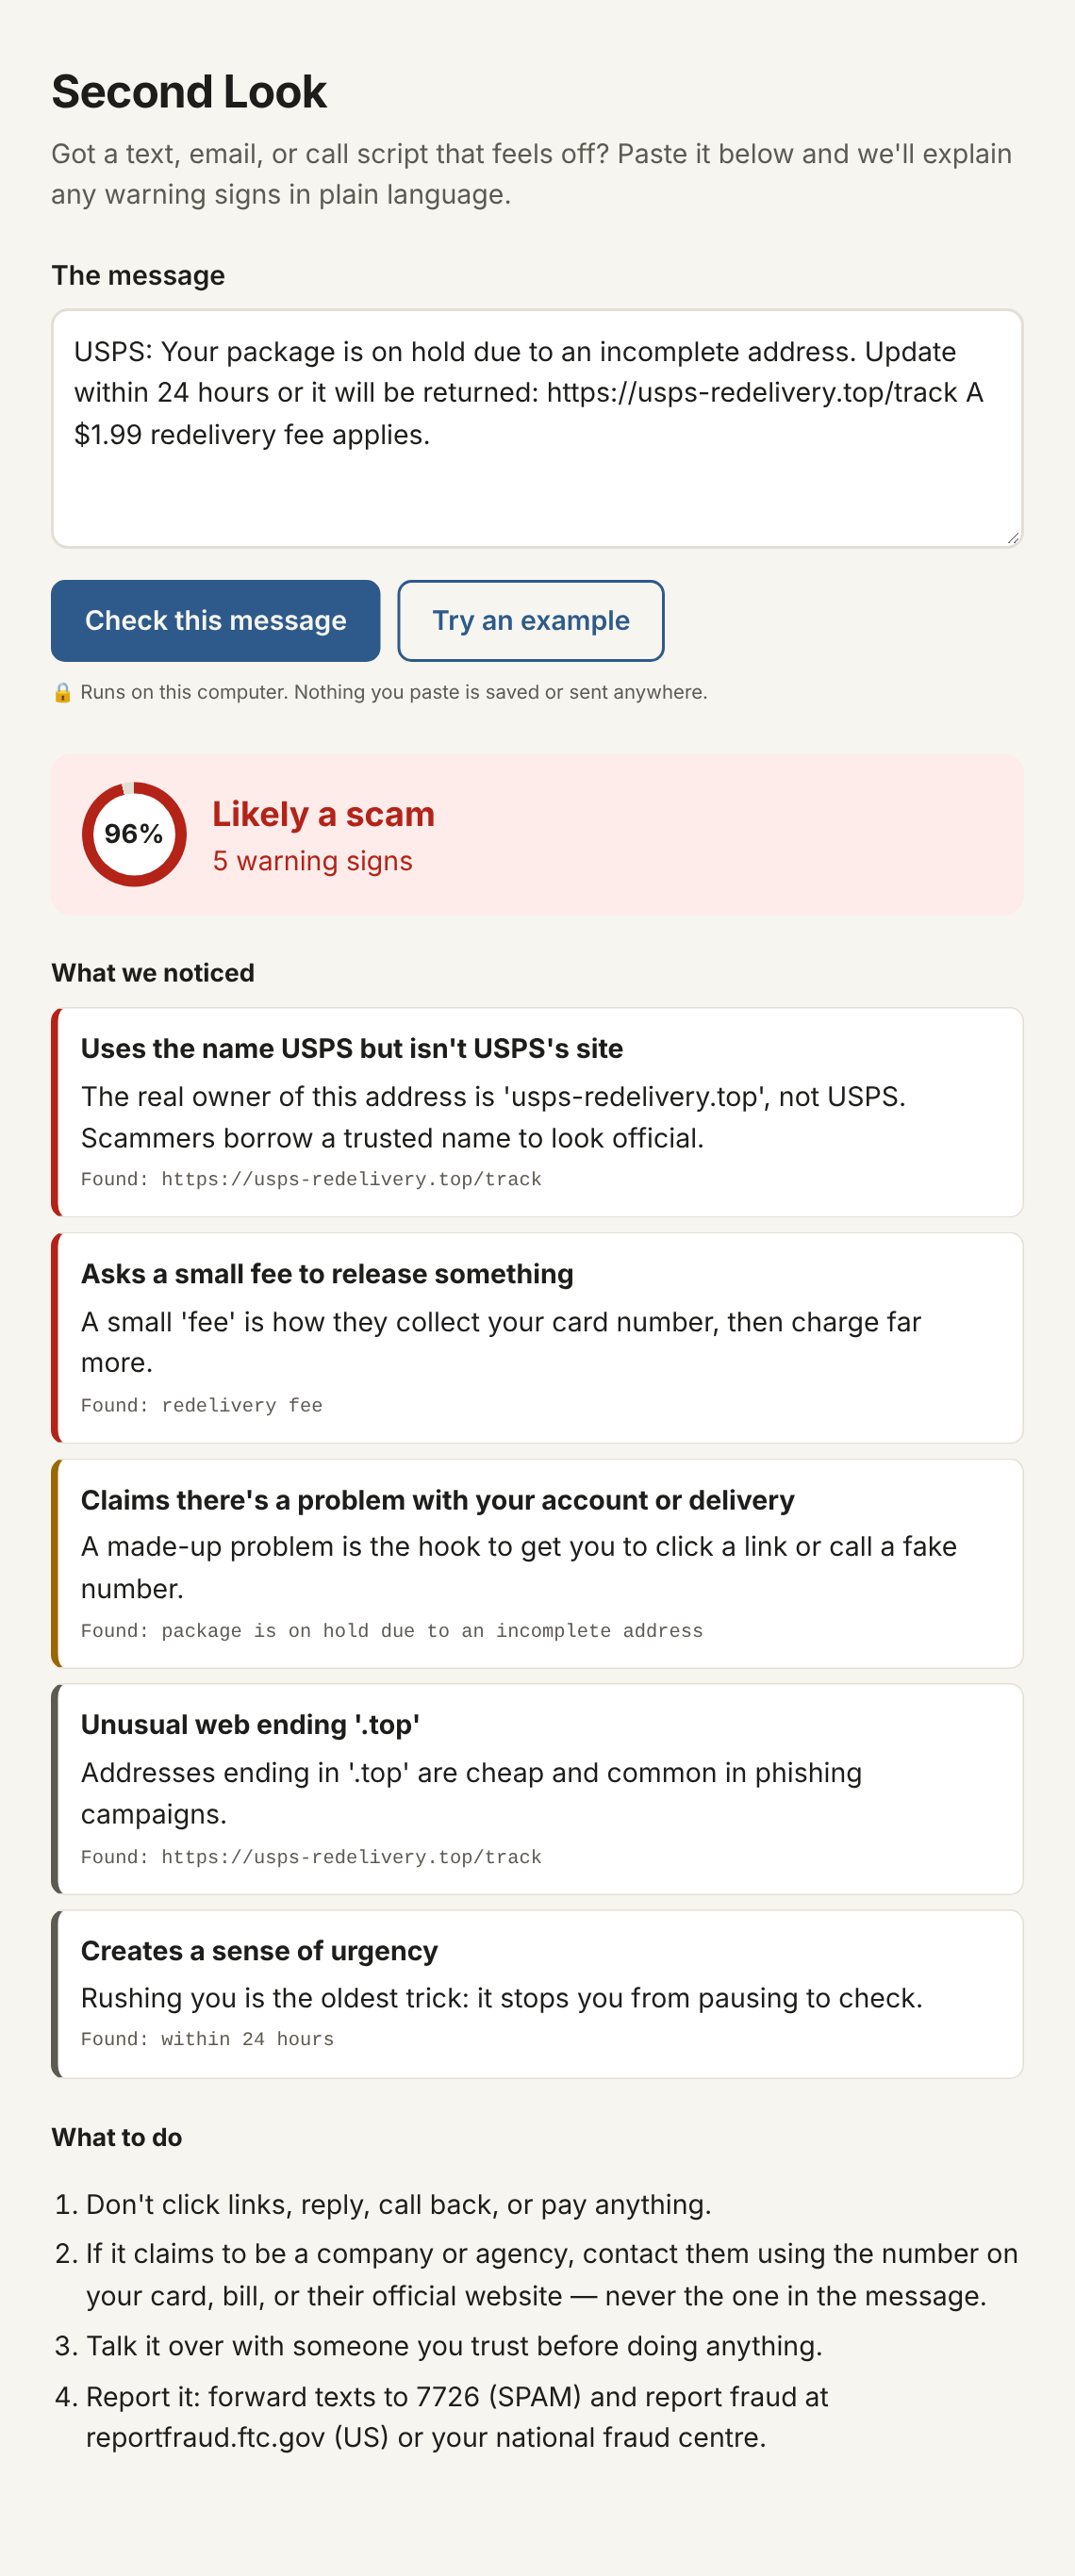 Second Look
Got a text, email, or call script that feels off? Paste it below and we'll explain
any warning signs in plain language.
The message
USPS: Your package is on hold due to an incomplete address. Update
within 24 hours or it will be returned: https://usps-redelivery.top/track A
$1.99 redelivery fee applies.
Check this message
Try an example
🔒 Runs on this computer. Nothing you paste is saved or sent anywhere.
96%
Likely a scam
5 warning signs
What we noticed
Uses the name USPS but isn't USPS's site
The real owner of this address is 'usps-redelivery.top', not USPS.
Scammers borrow a trusted name to look official.
Found: https://usps-redelivery.top/track
Asks a small fee to release something
A small 'fee' is how they collect your card number, then charge far
more.
Found: redelivery fee
Claims there's a problem with your account or delivery
A made-up problem is the hook to get you to click a link or call a fake
number.
Found: package is on hold due to an incomplete address
Unusual web ending '.top'
Addresses ending in '.top' are cheap and common in phishing
campaigns.
Found: https://usps-redelivery.top/track
Creates a sense of urgency
Rushing you is the oldest trick: it stops you from pausing to check.
Found: within 24 hours
What to do
1. Don't click links, reply, call back, or pay anything.
2. If it claims to be a company or agency, contact them using the number on
your card, bill, or their official website — never the one in the message.
3. Talk it over with someone you trust before doing anything.
4. Report it: forward texts to 7726 (SPAM) and report fraud at
reportfraud.ftc.gov (US) or your national fraud centre.